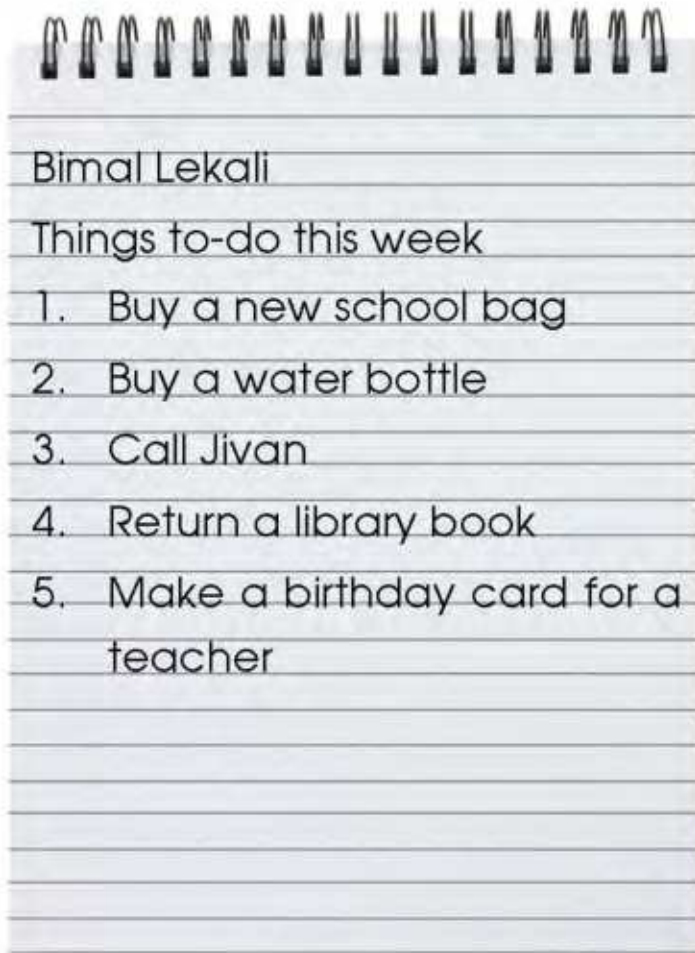 Bimal Lekali
Things to-do this week
1. Buy a new school bag
2. Buy a water bottle
3. Call Jivan
4. Return a library book
5. Make a birthday card for a
teacher